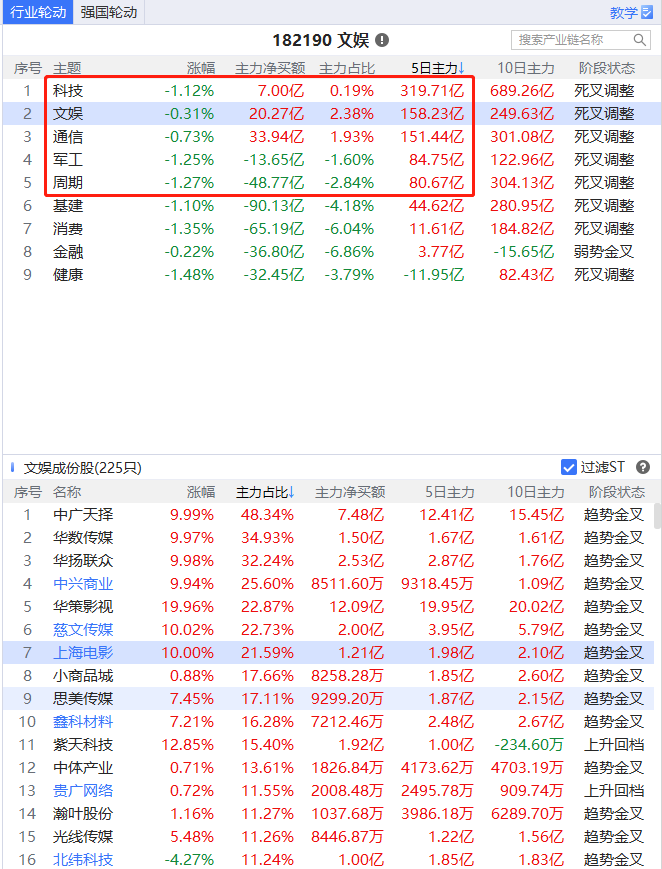 行业轮动 强国轮动 教学
182190 文娱 搜索产业链名称
序号 主题 涨幅 主力净买额 主力占比 5日主力↓ 10日主力 阶段状态
1 科技 -1.12% 7.00亿 0.19% 319.71亿 689.26亿 死叉调整
2 文娱 -0.31% 20.27亿 2.38% 158.23亿 249.63亿 死叉调整
3 通信 -0.73% 33.94亿 1.93% 151.44亿 301.08亿 死叉调整
4 军工 -1.25% -13.65亿 -1.60% 84.75亿 122.96亿 死叉调整
5 周期 -1.27% -48.77亿 -2.84% 80.67亿 304.13亿 死叉调整
6 基建 -1.10% -90.13亿 -4.18% 44.62亿 280.95亿 死叉调整
7 消费 -1.35% -65.19亿 -6.04% 11.61亿 184.82亿 死叉调整
8 金融 -0.22% -36.80亿 -6.86% 3.77亿 -15.65亿 弱势金叉
9 健康 -1.48% -32.45亿 -3.79% -11.95亿 82.43亿 死叉调整
文娱成份股(225只) 过滤ST
序号 名称 涨幅 主力占比↓ 主力净买额 5日主力 10日主力 阶段状态
1 中广天择 9.99% 48.34% 7.48亿 12.41亿 15.45亿 趋势金叉
2 华数传媒 9.97% 34.93% 1.50亿 1.67亿 1.61亿 趋势金叉
3 华扬联众 9.98% 32.24% 2.53亿 2.87亿 1.76亿 趋势金叉
4 中兴商业 9.94% 25.60% 8511.60万 9318.45万 1.09亿 趋势金叉
5 华策影视 19.96% 22.87% 12.09亿 19.95亿 20.02亿 趋势金叉
6 慈文传媒 10.02% 22.73% 2.00亿 3.95亿 5.79亿 趋势金叉
7 上海电影 10.00% 21.59% 1.21亿 1.98亿 2.10亿 趋势金叉
8 小商品城 0.88% 17.66% 8258.28万 1.85亿 2.60亿 趋势金叉
9 思美传媒 7.45% 17.11% 9299.20万 1.87亿 2.15亿 趋势金叉
10 鑫科材料 7.21% 16.28% 7212.46万 2.48亿 2.67亿 趋势金叉
11 紫天科技 12.85% 15.40% 1.92亿 1.00亿 -234.60万 上升回档
12 中体产业 0.71% 13.61% 1826.84万 4173.62万 4703.19万 趋势金叉
13 贵广网络 0.72% 11.55% 2008.48万 2495.78万 909.74万 上升回档
14 瀚叶股份 1.16% 11.27% 1037.68万 3986.18万 6289.70万 趋势金叉
15 光线传媒 5.48% 11.26% 8446.87万 1.22亿 1.56亿 趋势金叉
16 北纬科技 -4.27% 11.24% 1.00亿 1.85亿 1.83亿 趋势金叉